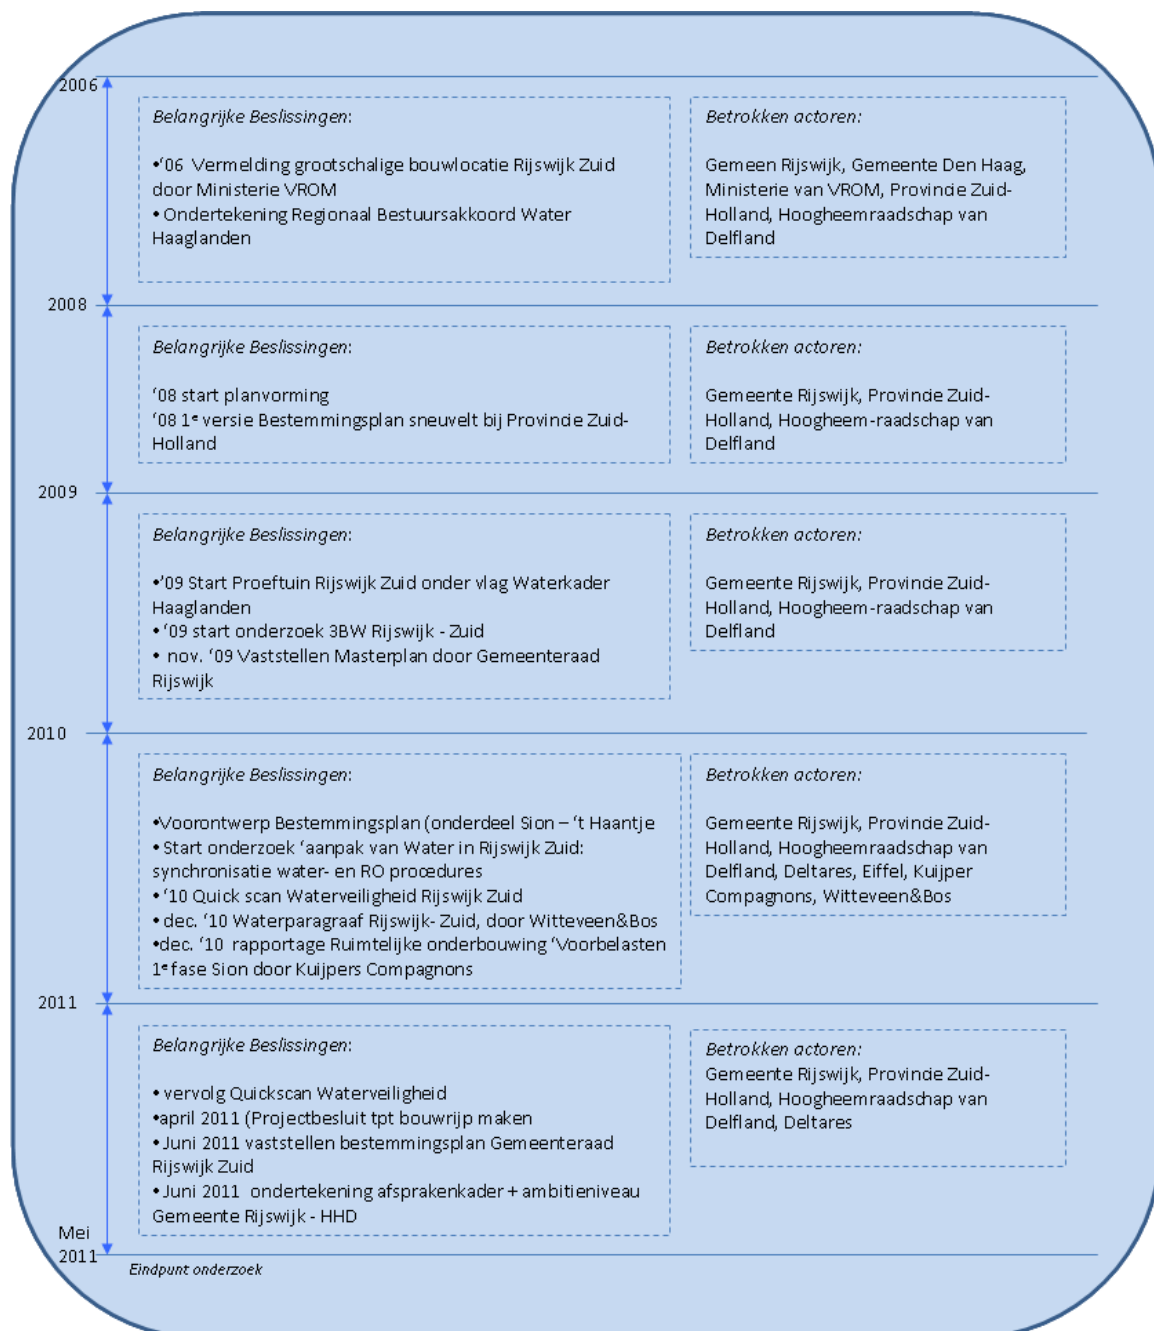 2006
Belangrijke Beslissingen:
•‘06 Vermelding grootschalige bouwlocatie Rijswijk Zuid
door Ministerie VROM
• Ondertekening Regionaal Bestuursakkoord Water
Haaglanden
Betrokken actoren:
Gemeen Rijswijk, Gemeente Den Haag,
Ministerie van VROM, Provincie Zuid-
Holland, Hoogheemraadschap van
Delfland
2008
Belangrijke Beslissingen:
‘08 start planvorming
‘08 1e versie Bestemmingsplan sneuvelt bij Provincie Zuid-
Holland
Betrokken actoren:
Gemeente Rijswijk, Provincie Zuid-
Holland, Hoogheem-raadschap van
Delfland
2009
Belangrijke Beslissingen:
•’09 Start Proeftuin Rijswijk Zuid onder vlag Waterkader
Haaglanden
• ‘09 start onderzoek 3BW Rijswijk - Zuid
• nov. ‘09 Vaststellen Masterplan door Gemeenteraad
Rijswijk
Betrokken actoren:
Gemeente Rijswijk, Provincie Zuid-
Holland, Hoogheem-raadschap van
Delfland
2010
Belangrijke Beslissingen:
•Voorontwerp Bestemmingsplan (onderdeel Sion – ‘t Haantje
• Start onderzoek ‘aanpak van Water in Rijswijk Zuid:
synchronisatie water- en RO procedures
• ‘10 Quick scan Waterveiligheid Rijswijk Zuid
• dec. ‘10 Waterparagraaf Rijswijk- Zuid, door Witteveen&Bos
•dec. ‘10 rapportage Ruimtelijke onderbouwing ‘Voorbelasten
1e fase Sion door Kuijpers Compagnons
Betrokken actoren:
Gemeente Rijswijk, Provincie Zuid-
Holland, Hoogheemraadschap van
Delfland, Deltares, Eiffel, Kuijper
Compagnons, Witteveen&Bos
2011
Belangrijke Beslissingen:
• vervolg Quickscan Waterveiligheid
•april 2011 (Projectbesluit tpt bouwrijp maken
•Juni 2011 vaststellen bestemmingsplan Gemeenteraad
Rijswijk Zuid
• Juni 2011 ondertekening afsprakenkader + ambitieniveau
Gemeente Rijswijk - HHD
Betrokken actoren:
Gemeente Rijswijk, Provincie Zuid-
Holland, Hoogheemraadschap van
Delfland, Deltares
Mei
2011
Eindpunt onderzoek